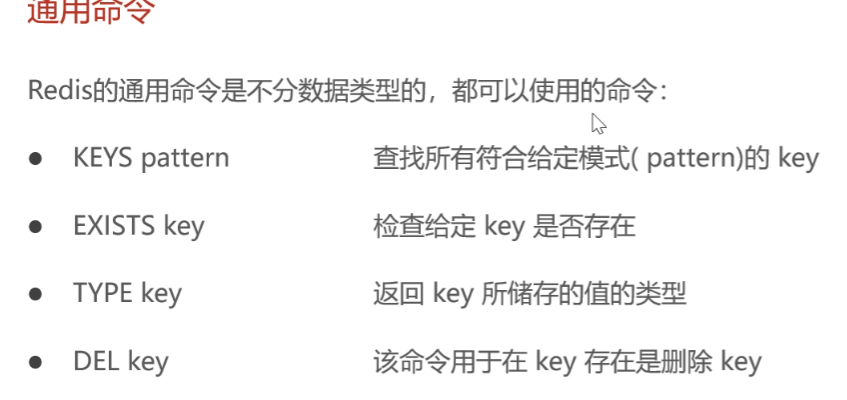 通用命令
Redis的通用命令是不分数据类型的，都可以使用的命令：
● KEYS pattern 查找所有符合给定模式( pattern)的 key
● EXISTS key 检查给定 key 是否存在
● TYPE key 返回 key 所储存的值的类型
● DEL key 该命令用于在 key 存在是删除 key